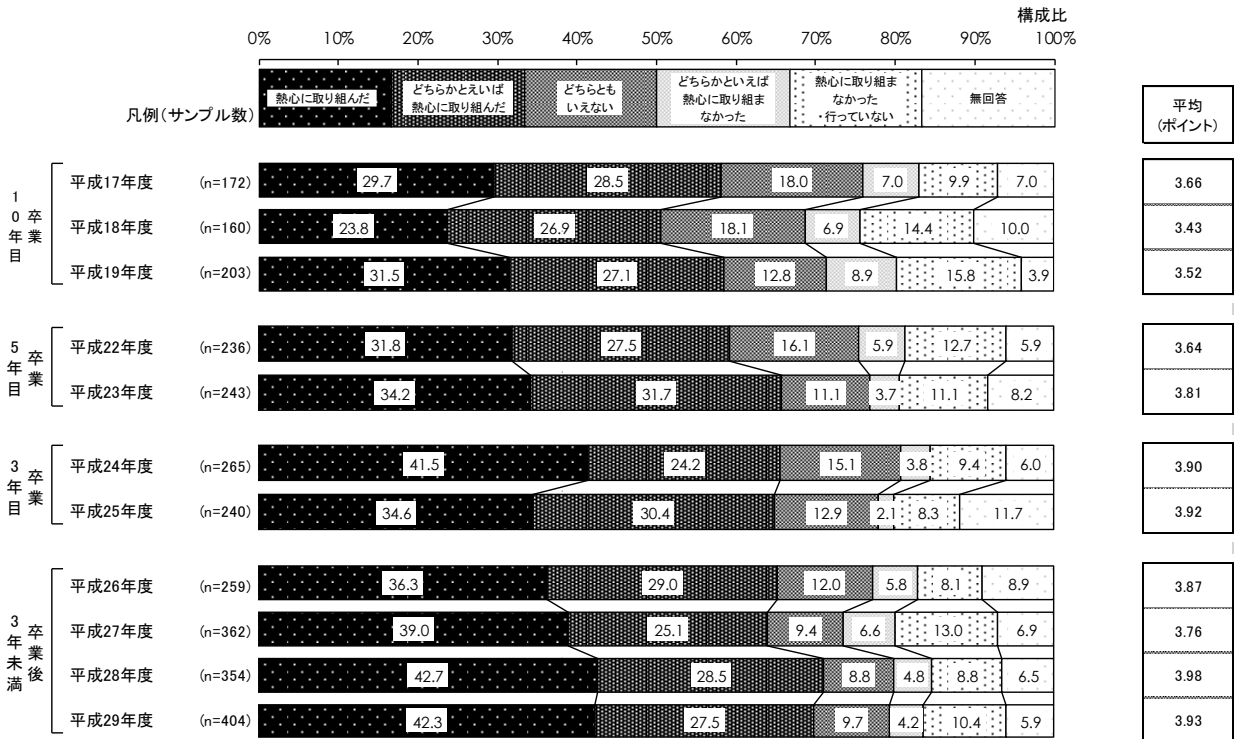 構成比
0% 10% 20% 30% 40% 50% 60% 70% 80% 90% 100%
凡例(サンプル数)
熱心に取り組んだ
どちらかといえば
熱心に取り組んだ
どちらとも
いえない
どちらかといえば
熱心に取り組ま
なかった
熱心に取り組ま
なかった
・行っていない
無回答
平均
(ポイント)
卒業
10年目
平成17年度 (n=172) 29.7 28.5 18.0 7.0 9.9 7.0 3.66
平成18年度 (n=160) 23.8 26.9 18.1 6.9 14.4 10.0 3.43
平成19年度 (n=203) 31.5 27.1 12.8 8.9 15.8 3.9 3.52
卒業
5年目
平成22年度 (n=236) 31.8 27.5 16.1 5.9 12.7 5.9 3.64
平成23年度 (n=243) 34.2 31.7 11.1 3.7 11.1 8.2 3.81
卒業
3年目
平成24年度 (n=265) 41.5 24.2 15.1 3.8 9.4 6.0 3.90
平成25年度 (n=240) 34.6 30.4 12.9 2.1 8.3 11.7 3.92
卒業後
3年未満
平成26年度 (n=259) 36.3 29.0 12.0 5.8 8.1 8.9 3.87
平成27年度 (n=362) 39.0 25.1 9.4 6.6 13.0 6.9 3.76
平成28年度 (n=354) 42.7 28.5 8.8 4.8 8.8 6.5 3.98
平成29年度 (n=404) 42.3 27.5 9.7 4.2 10.4 5.9 3.93